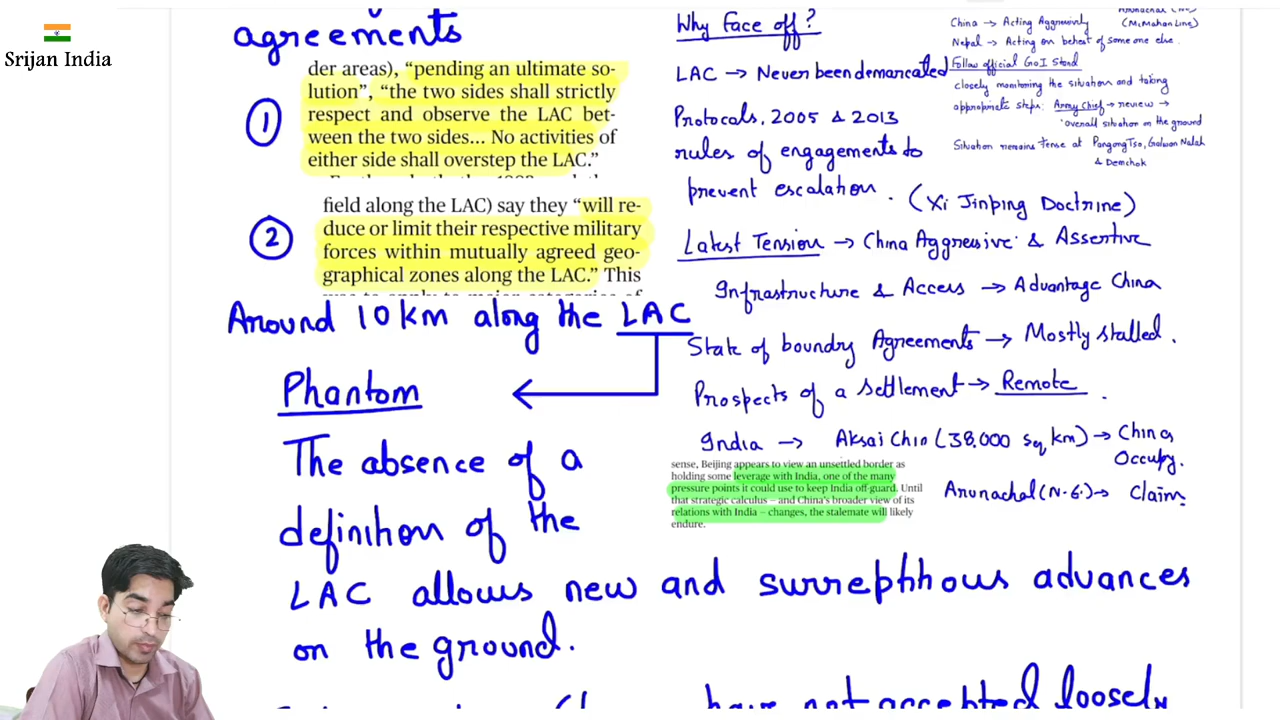 Srijan India
agreements
der areas), "pending an ultimate so-
lution", "the two sides shall strictly
respect and observe the LAC bet-
ween the two sides... No activities of
either side shall overstep the LAC."
1
field along the LAC) say they "will re-
duce or limit their respective military
forces within mutually agreed geo-
graphical zones along the LAC." This
2
Around 10 km along the LAC
Phantom
The absence of a
definition of the
LAC allows new and surreptitious advances
on the ground.
have not accepted loosely
Why Face off?
LAC → Never been demarcated
Protocals, 2005 & 2013
rules of engagements to
prevent escalation. (Xi Jinping Doctrine)
Latest Tension → China Aggressive & Assertive
Infrastructure & Access → Advantage China
State of boundry Agreements → Mostly stalled.
Prospects of a settlement → Remote.
India → Aksai Chin (38,000 sq km) → China
Occupy.
Arunachal (N.E.) → Claim
sense, Beijing appears to view an unsettled border as
holding some leverage with India, one of the many
pressure points it could use to keep India off-guard. Until
that strategic calculus – and China's broader view of its
relations with India – changes, the stalemate will likely
endure.
China → Acting Aggressively (McMahan Line)
Nepal → Acting on behest of some one else.
Follow official GoI Stand
closely monitoring the situation and taking
appropriate steps: Army Chief → review →
overall situation on the ground
Situation remains tense at Pangong Tso, Galwan Nalah
& Demchok